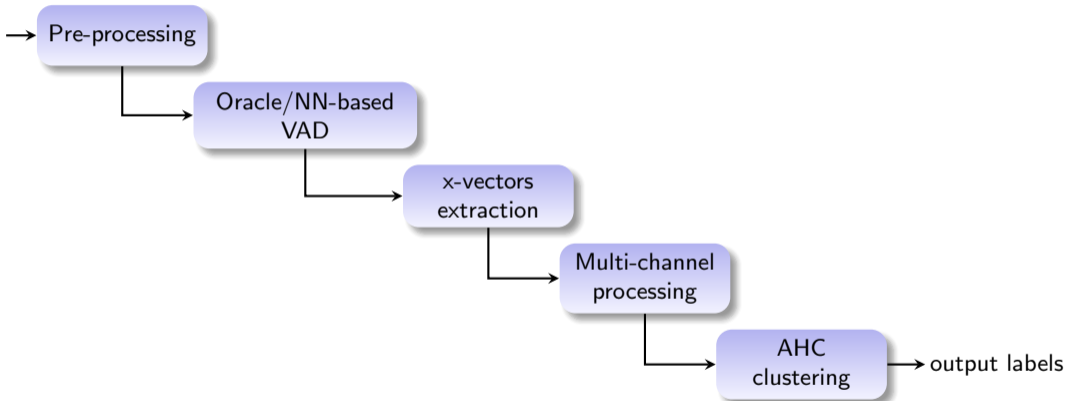 Pre-processing
Oracle/NN-based
VAD
x-vectors
extraction
Multi-channel
processing
AHC
clustering
output labels